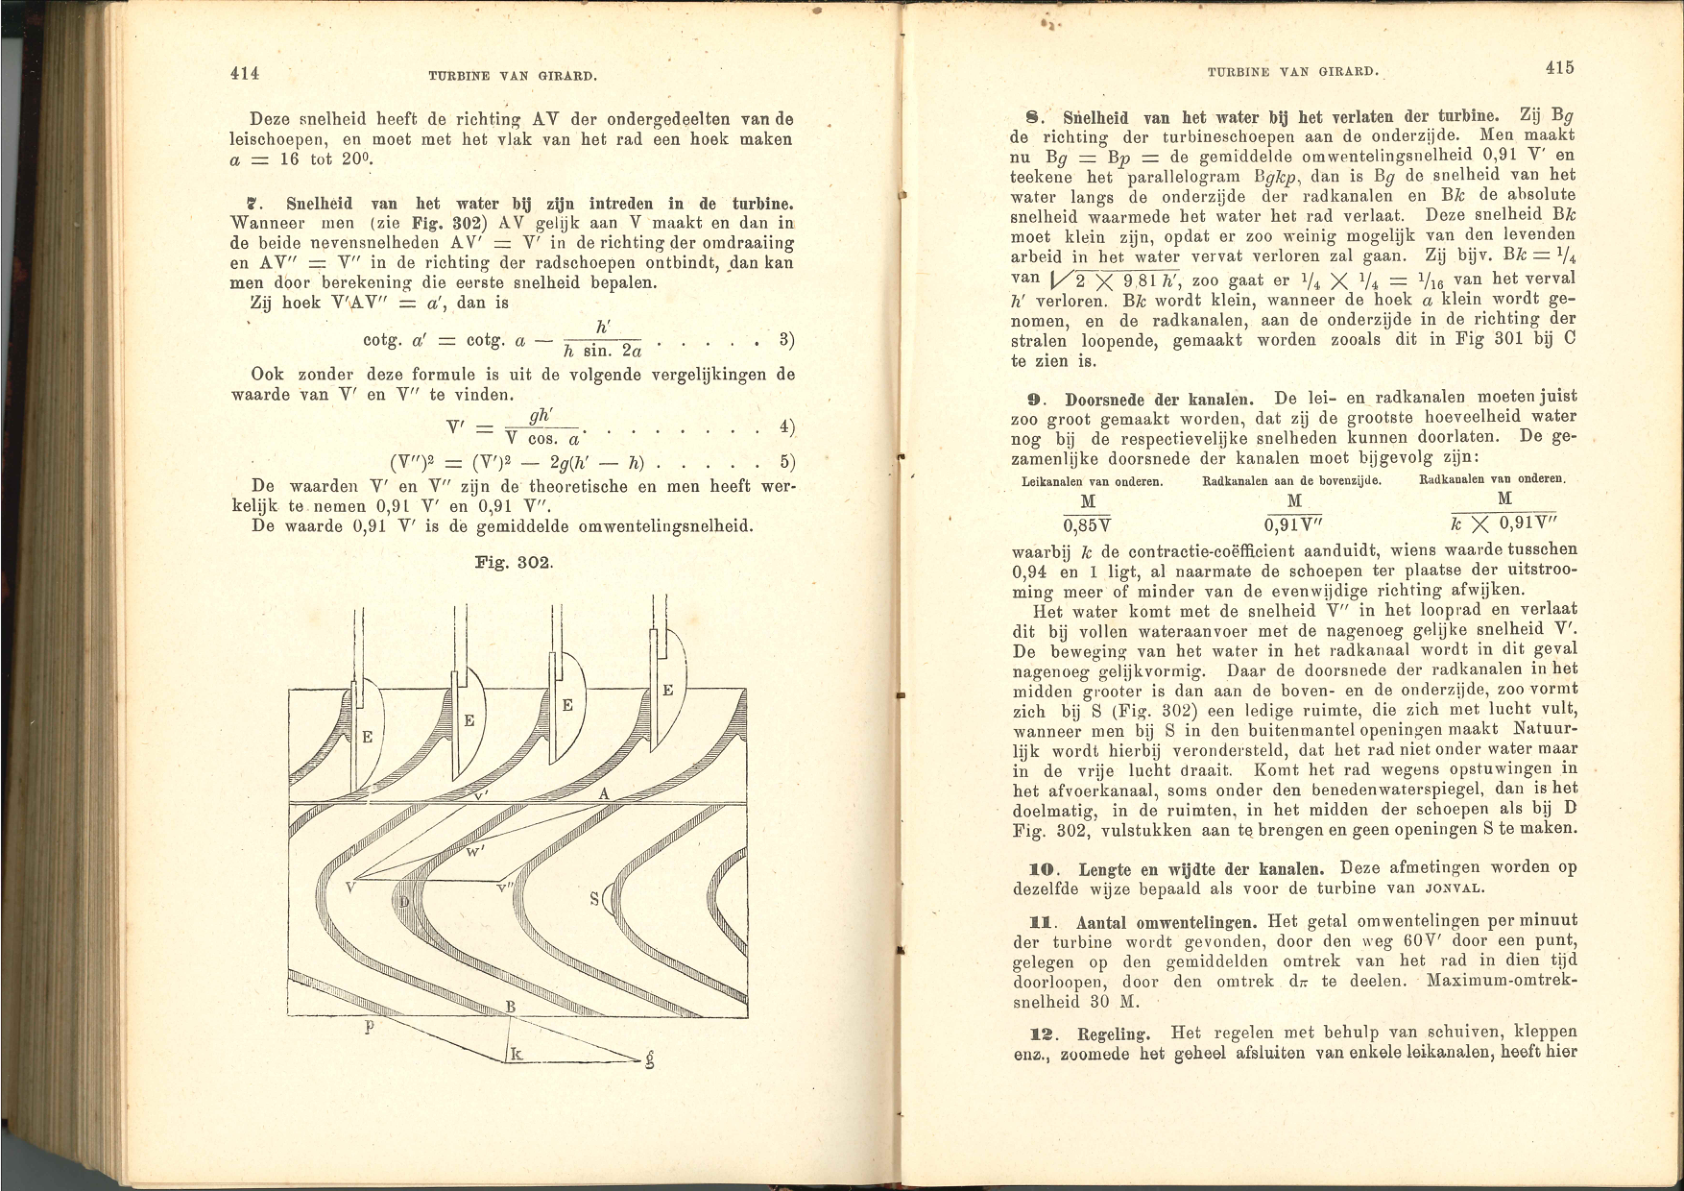 414
TURBINE VAN GIRARD.
Deze snelheid heeft de richting AV der ondergedeelten van de
leischoepen, en moet met het vlak van het rad een hoek maken
a = 16 tot 20⁰.
7. Snelheid van het water bij zijn intreden in de turbine.
Wanneer men (zie Fig. 302) AV gelijk aan V maakt en dan in
de beide nevensnelheden AV′ = V′ in de richting der omdraaiing
en AV″ = V″ in de richting der radschoepen ontbindt, dan kan
men door berekening die eerste snelheid bepalen.
Zij hoek V′AV″ = a′, dan is
cotg. a′ = cotg. a — h′ / h sin. 2a . . . . . 3)
Ook zonder deze formule is uit de volgende vergelijkingen de
waarde van V′ en V″ te vinden.
V′ = gh′ / V cos. a . . . . . . . . 4)
(V″)² = (V′)² — 2g(h′ — h) . . . . . 5)
De waarden V′ en V″ zijn de theoretische en men heeft wer-
kelijk te nemen 0,91 V′ en 0,91 V″.
De waarde 0,91 V′ is de gemiddelde omwentelingsnelheid.
Fig. 302.
E
E
E
E
v′
A
w′
V
v″
D
S
B
p
k
g
TURBINE VAN GIRARD.
415
8. Snelheid van het water bij het verlaten der turbine. Zij Bg
de richting der turbineschoepen aan de onderzijde. Men maakt
nu Bg = Bp = de gemiddelde omwentelingsnelheid 0,91 V′ en
teekene het parallelogram Bgkp, dan is Bg de snelheid van het
water langs de onderzijde der radkanalen en Bk de absolute
snelheid waarmede het water het rad verlaat. Deze snelheid Bk
moet klein zijn, opdat er zoo weinig mogelijk van den levenden
arbeid in het water vervat verloren zal gaan. Zij bijv. Bk = 1/4
van √2 × 9,81 h′, zoo gaat er 1/4 × 1/4 = 1/16 van het verval
h′ verloren. Bk wordt klein, wanneer de hoek a klein wordt ge-
nomen, en de radkanalen, aan de onderzijde in de richting der
stralen loopende, gemaakt worden zooals dit in Fig 301 bij C
te zien is.
9. Doorsnede der kanalen. De lei- en radkanalen moeten juist
zoo groot gemaakt worden, dat zij de grootste hoeveelheid water
nog bij de respectievelijke snelheden kunnen doorlaten. De ge-
zamenlijke doorsnede der kanalen moet bijgevolg zijn:
Leikanalen van onderen. Radkanalen aan de bovenzijde. Radkanalen van onderen.
M M M
0,85V 0,91V″ k × 0,91V″
waarbij k de contractie-coëfficient aanduidt, wiens waarde tusschen
0,94 en 1 ligt, al naarmate de schoepen ter plaatse der uitstroo-
ming meer of minder van de evenwijdige richting afwijken.
Het water komt met de snelheid V″ in het looprad en verlaat
dit bij vollen wateraanvoer met de nagenoeg gelijke snelheid V′.
De beweging van het water in het radkanaal wordt in dit geval
nagenoeg gelijkvormig. Daar de doorsnede der radkanalen in het
midden grooter is dan aan de boven- en de onderzijde, zoo vormt
zich bij S (Fig. 302) een ledige ruimte, die zich met lucht vult,
wanneer men bij S in den buitenmantel openingen maakt Natuur-
lijk wordt hierbij verondersteld, dat het rad niet onder water maar
in de vrije lucht draait. Komt het rad wegens opstuwingen in
het afvoerkanaal, soms onder den benedenwaterspiegel, dan is het
doelmatig, in de ruimten, in het midden der schoepen als bij D
Fig. 302, vulstukken aan te brengen en geen openingen S te maken.
10. Lengte en wijdte der kanalen. Deze afmetingen worden op
dezelfde wijze bepaald als voor de turbine van JONVAL.
11. Aantal omwentelingen. Het getal omwentelingen per minuut
der turbine wordt gevonden, door den weg 60V′ door een punt,
gelegen op den gemiddelden omtrek van het rad in dien tijd
doorloopen, door den omtrek dπ te deelen. Maximum-omtrek-
snelheid 30 M.
12. Regeling. Het regelen met behulp van schuiven, kleppen
enz., zoomede het geheel afsluiten van enkele leikanalen, heeft hier